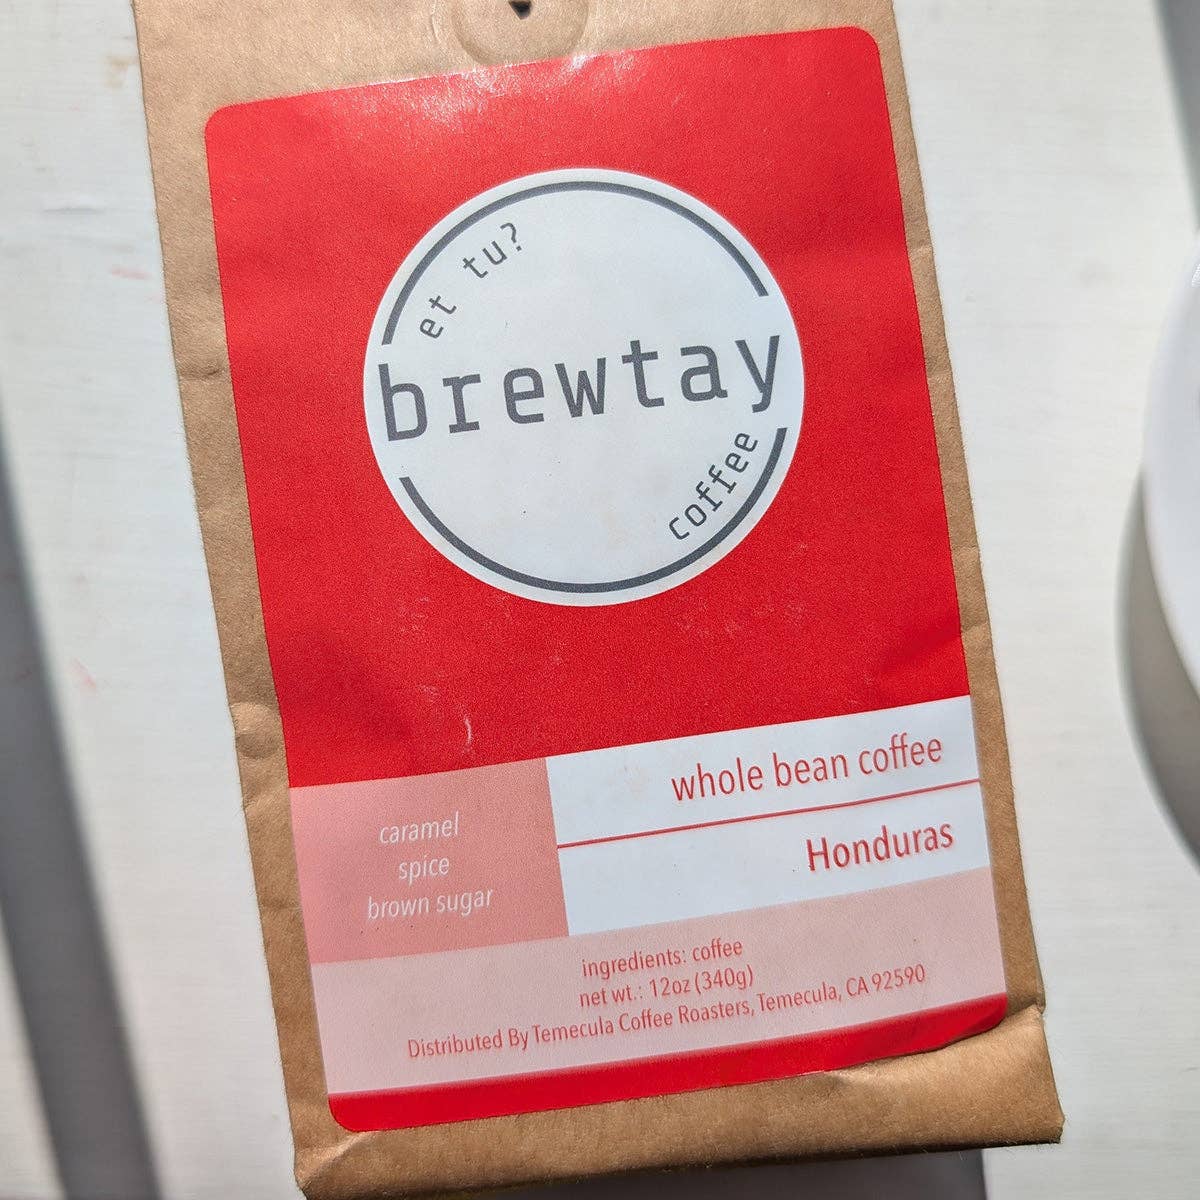 et tu?
brewtay
coffee
whole bean coffee
Honduras
caramel
spice
brown sugar
ingredients: coffee
net wt.: 12oz (340g)
Distributed By Temecula Coffee Roasters, Temecula, CA 92590